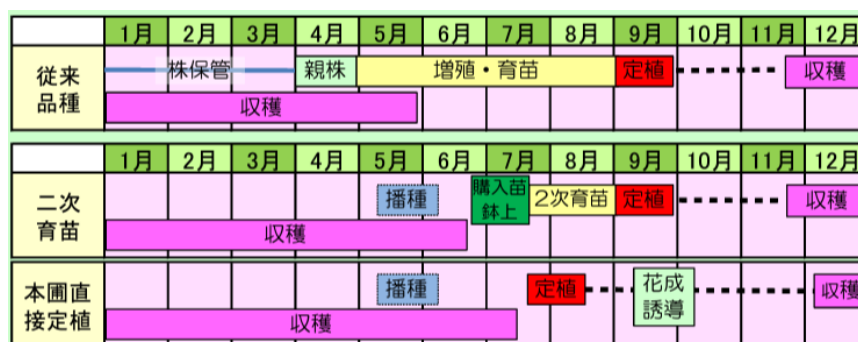 1月 2月 3月 4月 5月 6月 7月 8月 9月 10月 11月 12月
従来
品種
株保管 親株 増殖・育苗 定植 収穫
収穫
1月 2月 3月 4月 5月 6月 7月 8月 9月 10月 11月 12月
二次
育苗
播種 購入苗
鉢上 2次育苗 定植 収穫
収穫
本圃直
接定植
播種 定植 花成
誘導 収穫
収穫